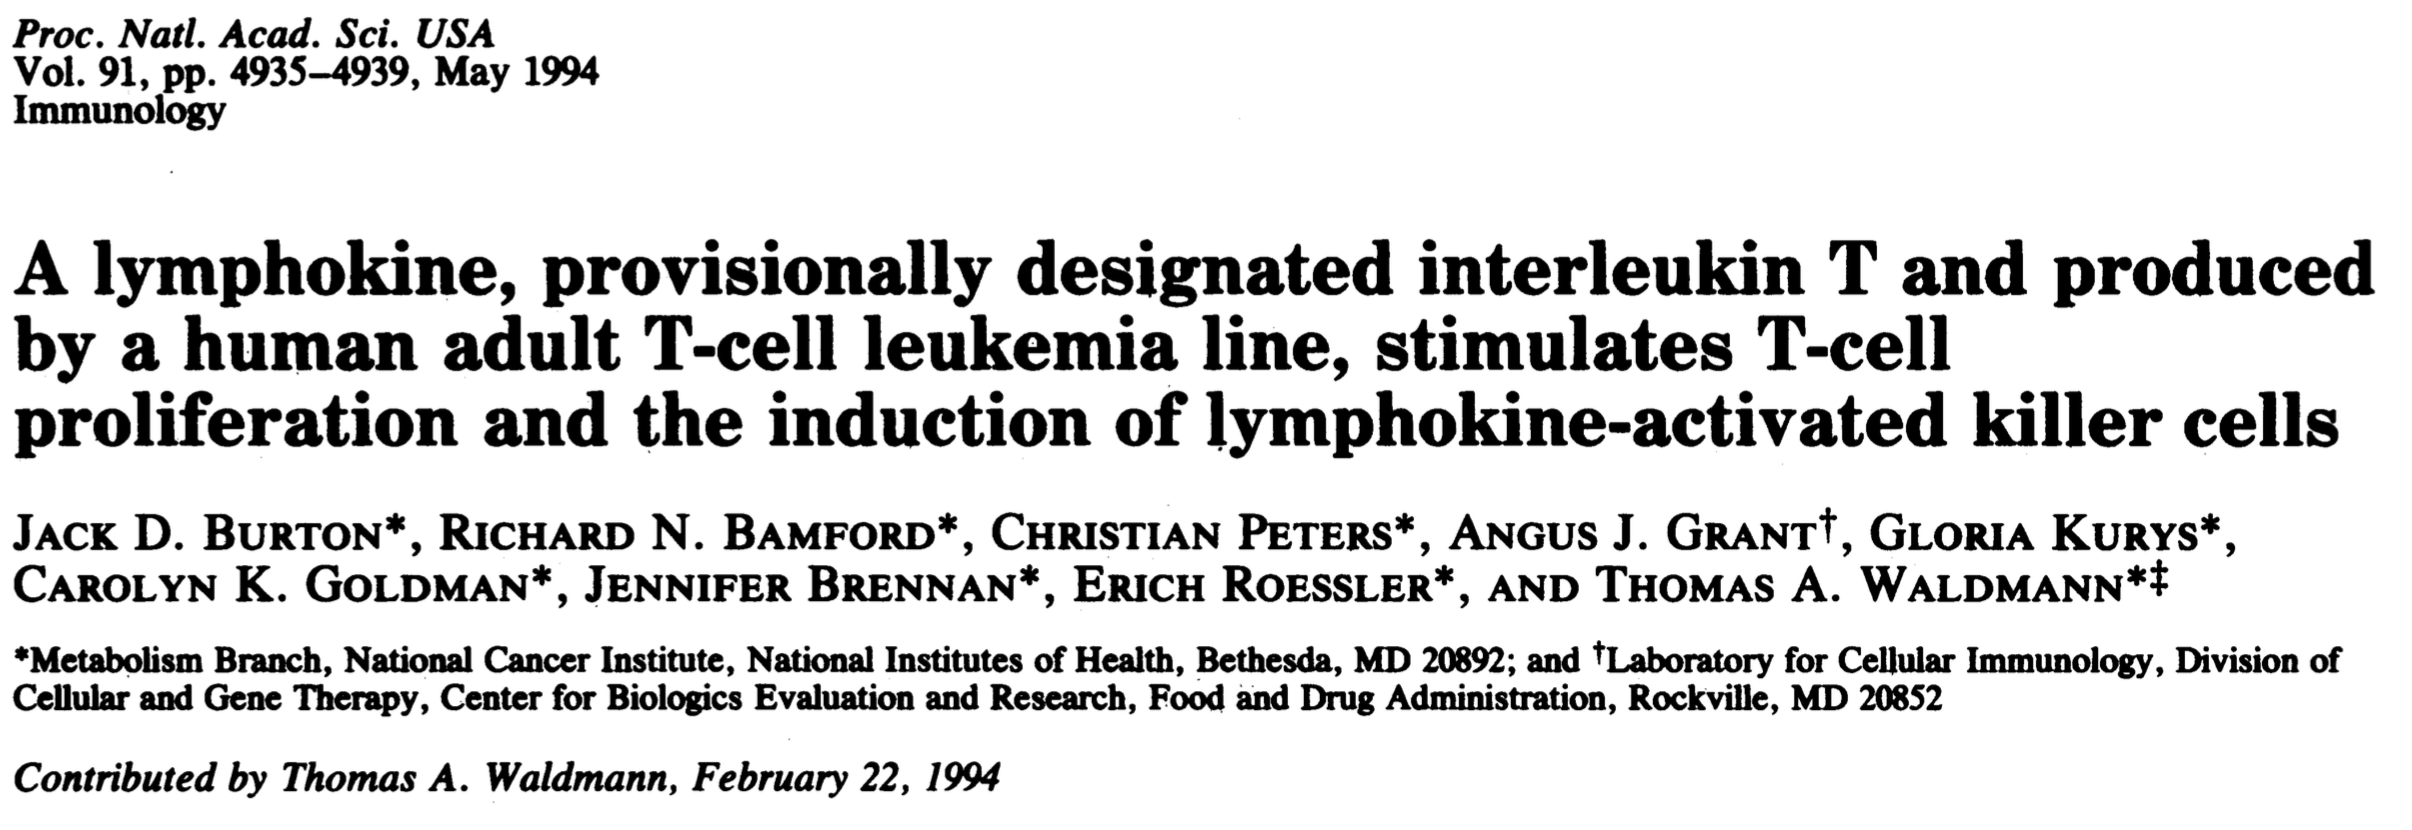 Proc. Natl. Acad. Sci. USA
Vol. 91, pp. 4935–4939, May 1994
Immunology
A lymphokine, provisionally designated interleukin T and produced
by a human adult T-cell leukemia line, stimulates T-cell
proliferation and the induction of lymphokine-activated killer cells
JACK D. BURTON*, RICHARD N. BAMFORD*, CHRISTIAN PETERS*, ANGUS J. GRANT†, GLORIA KURYS*,
CAROLYN K. GOLDMAN*, JENNIFER BRENNAN*, ERICH ROESSLER*, AND THOMAS A. WALDMANN*‡
*Metabolism Branch, National Cancer Institute, National Institutes of Health, Bethesda, MD 20892; and †Laboratory for Cellular Immunology, Division of
Cellular and Gene Therapy, Center for Biologics Evaluation and Research, Food and Drug Administration, Rockville, MD 20852
Contributed by Thomas A. Waldmann, February 22, 1994